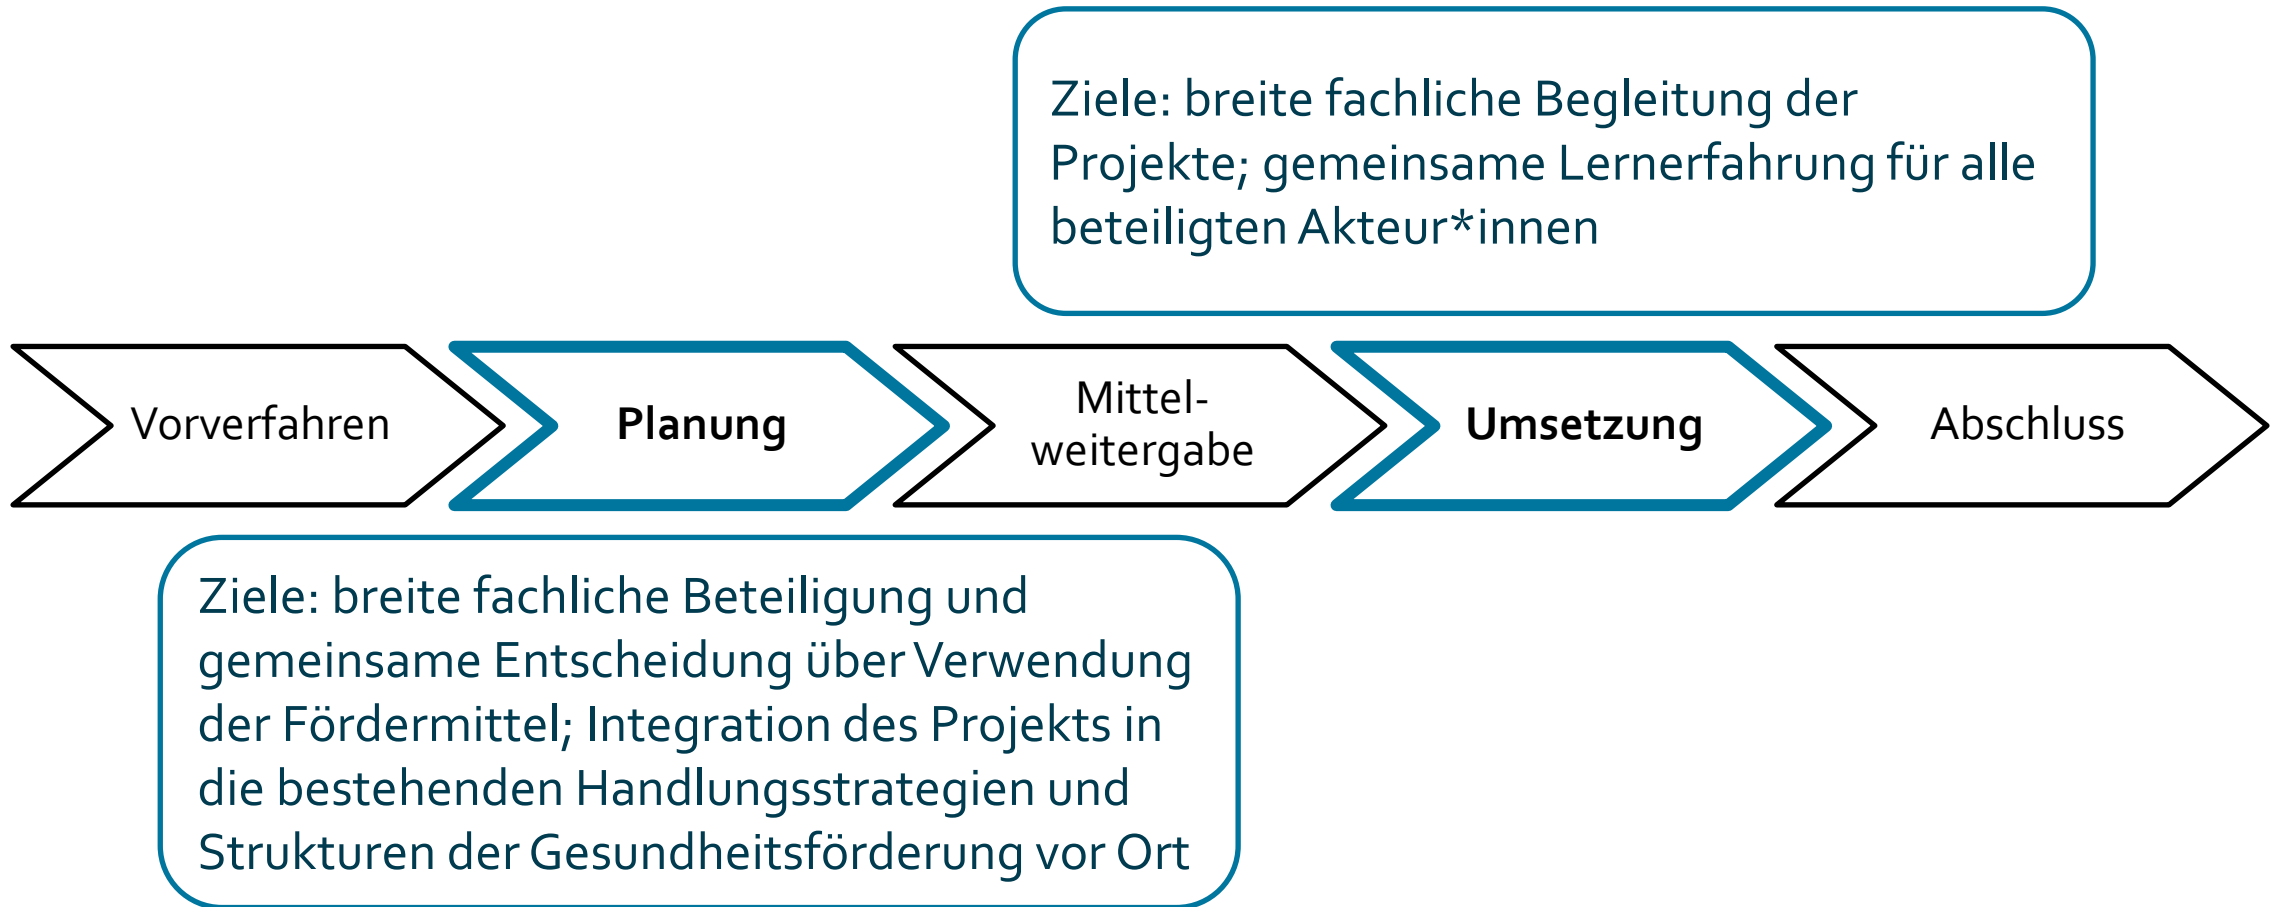 Ziele: breite fachliche Begleitung der
Projekte; gemeinsame Lernerfahrung für alle
beteiligten Akteur*innen
Vorverfahren
Planung
Mittel-
weitergabe
Umsetzung
Abschluss
Ziele: breite fachliche Beteiligung und
gemeinsame Entscheidung über Verwendung
der Fördermittel; Integration des Projekts in
die bestehenden Handlungsstrategien und
Strukturen der Gesundheitsförderung vor Ort